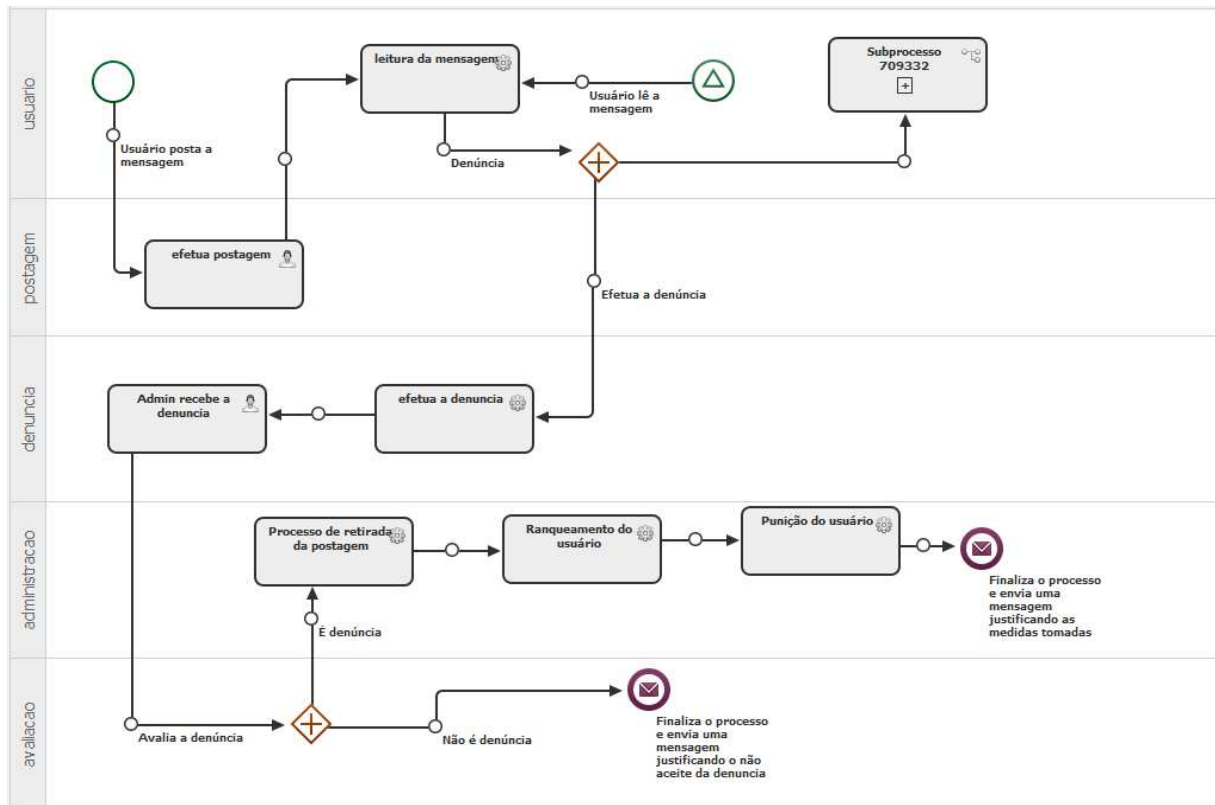 usuario
leitura da mensagem
Subprocesso
709332
Usuário lê a
mensagem
Usuário posta a
mensagem
Denúncia
postagem
efetua postagem
Efetua a denúncia
denuncia
Admin recebe a
denuncia
efetua a denuncia
administracao
Processo de retirada
da postagem
Ranqueamento do
usuário
Punição do usuário
Finaliza o processo
e envia uma
mensagem
justificando as
medidas tomadas
É denúncia
avaliacao
Avalia a denúncia
Não é denúncia
Finaliza o processo
e envia uma
mensagem
justificando o não
aceite da denuncia